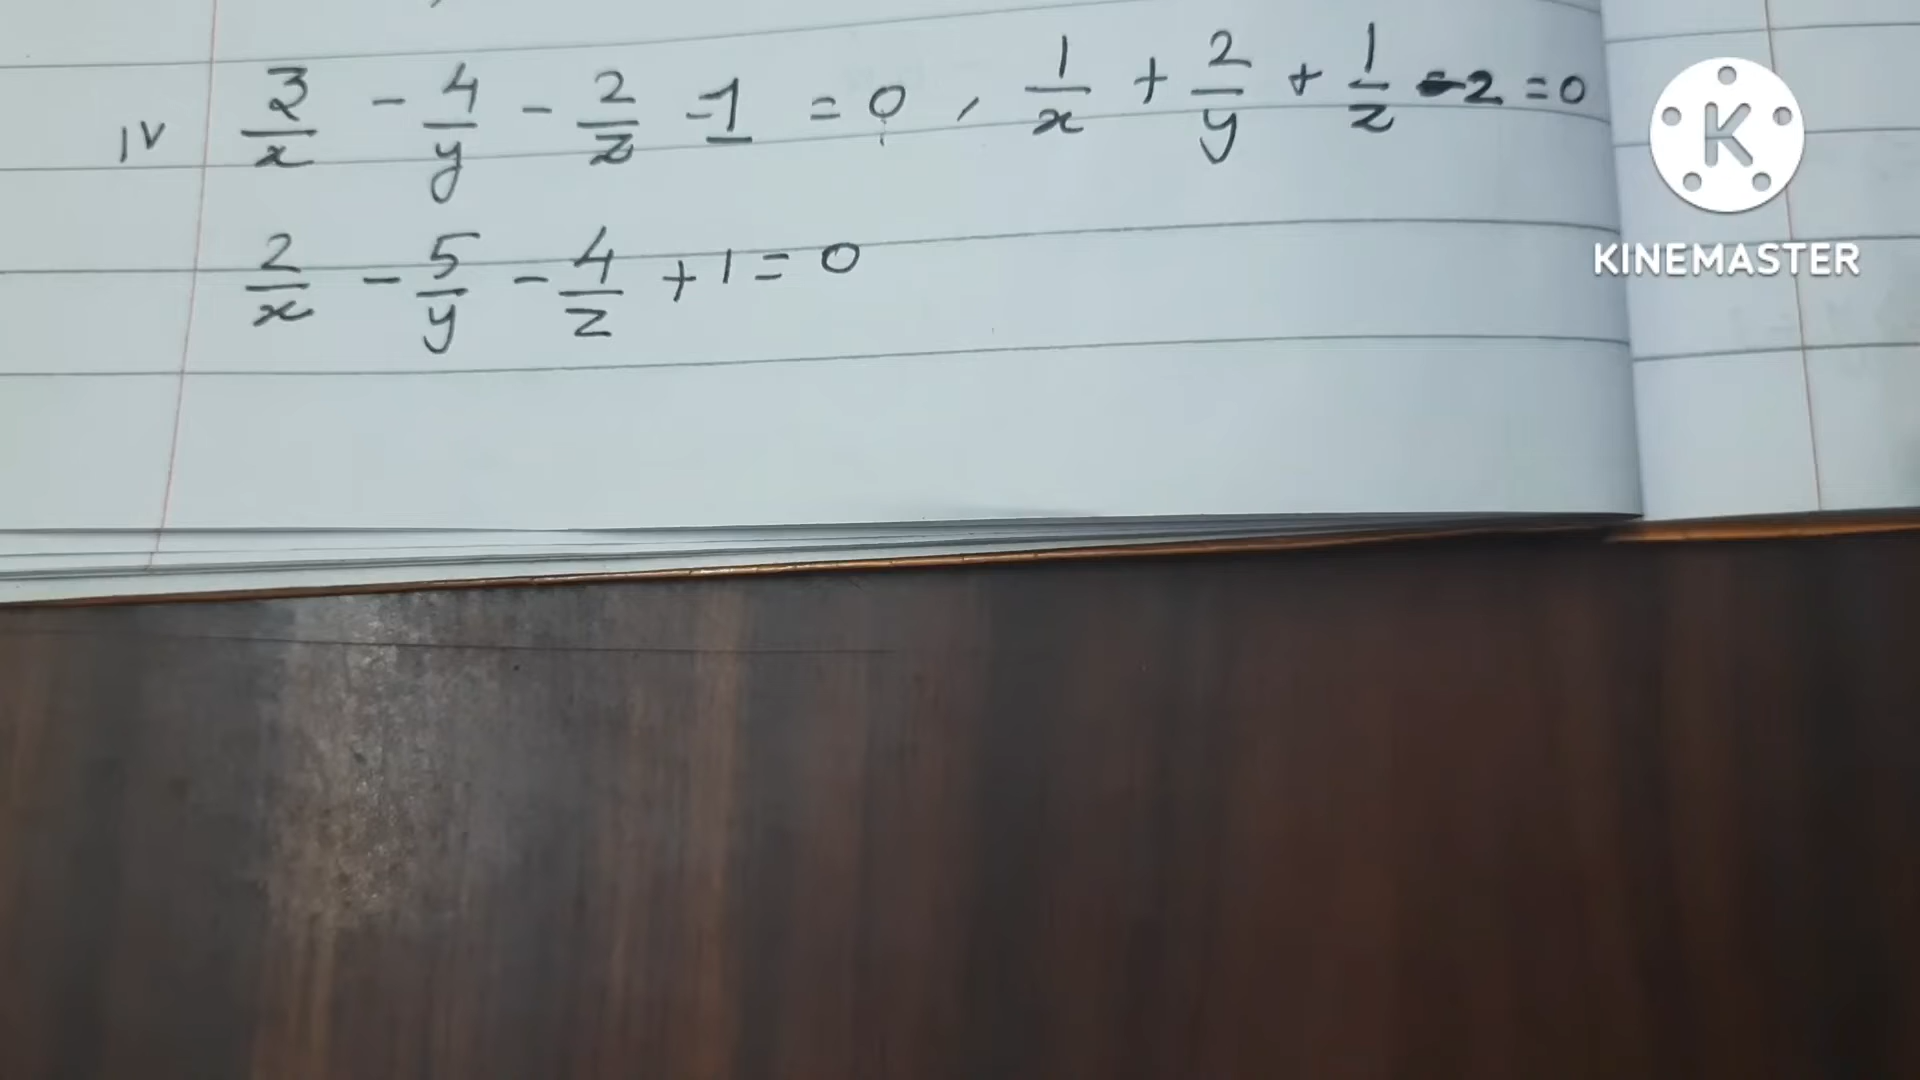 IV 3/x - 4/y - 2/z - 1 = 0, 1/x + 2/y + 1/z - 2 = 0
2/x - 5/y - 4/z + 1 = 0
KINEMASTER